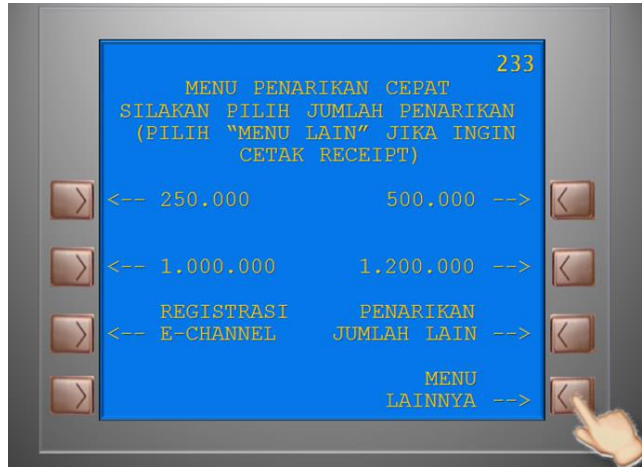 233
MENU PENARIKAN CEPAT
SILAKAN PILIH JUMLAH PENARIKAN
(PILIH “MENU LAIN” JIKA INGIN
CETAK RECEIPT)
<-- 250.000 500.000 -->
<-- 1.000.000 1.200.000 -->
REGISTRASI PENARIKAN
<-- E-CHANNEL JUMLAH LAIN -->
MENU
LAINNYA -->